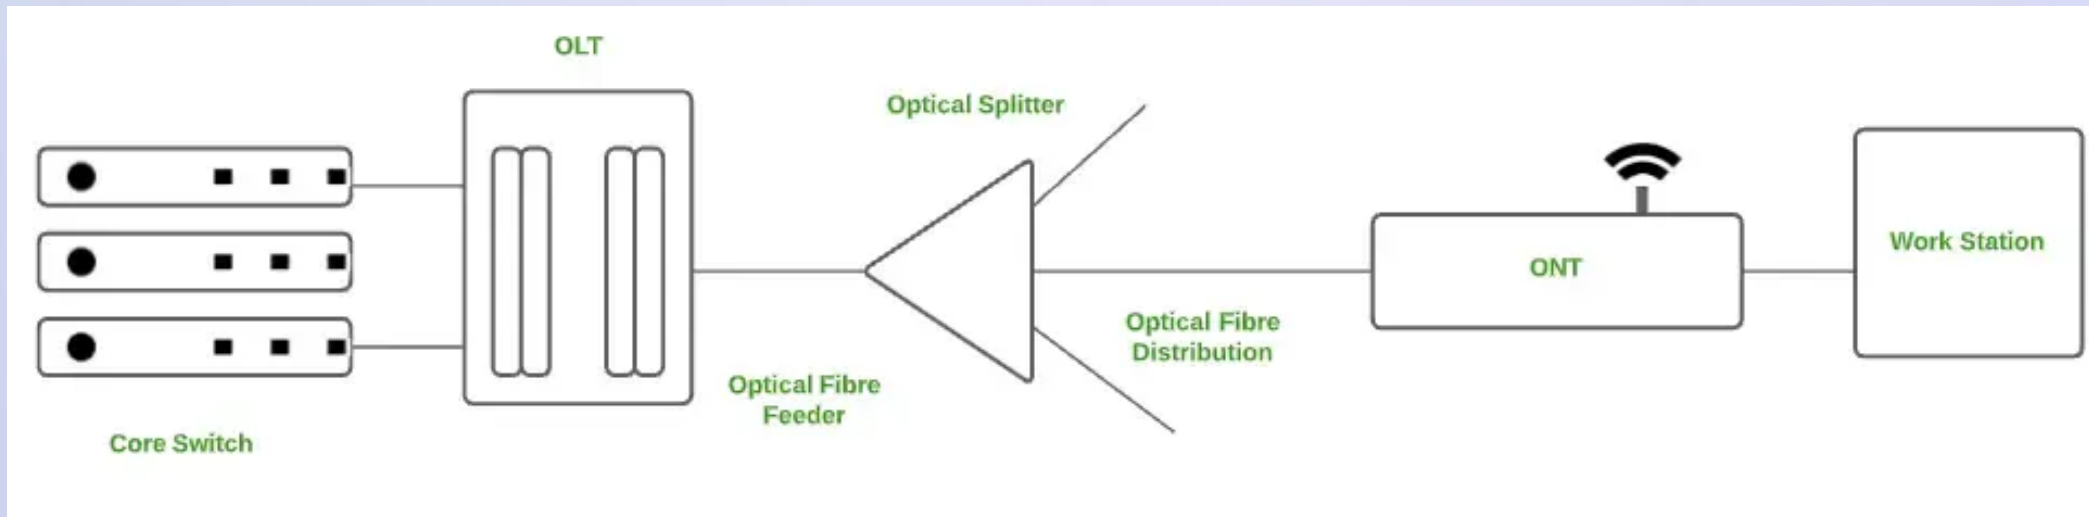 OLT
Optical Splitter
Work Station
ONT
Optical Fibre
Distribution
Optical Fibre
Feeder
Core Switch